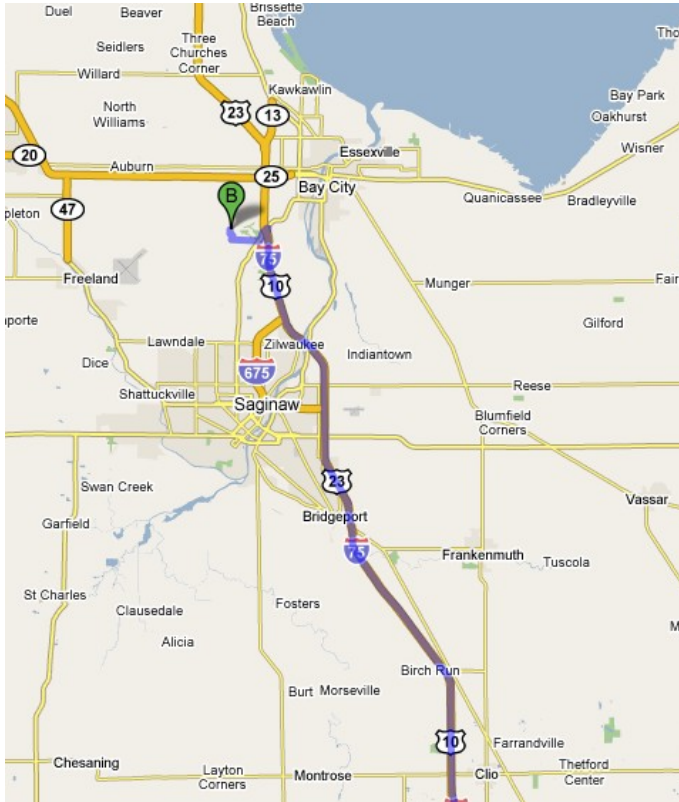 Duel
Beaver
Brissette
Beach
Seidlers
Three
Churches
Corner
Willard
Kawkawlin
North
Williams
23
13
Bay Park
Oakhurst
Essexville
Wisner
20
Auburn
25
Bay City
Quanicassee
Bradleyville
B
47
75
Freeland
10
Munger
Gilford
Lawndale
Zilwaukee
Indiantown
Dice
675
Shattuckville
Reese
Saginaw
Blumfield
Corners
23
Swan Creek
Bridgeport
Vassar
Garfield
75
Frankenmuth
Tuscola
St Charles
Clausedale
Fosters
Alicia
Birch Run
Burt
Morseville
10
Farrandville
Chesaning
Layton
Corners
Montrose
Clio
Thetford
Center